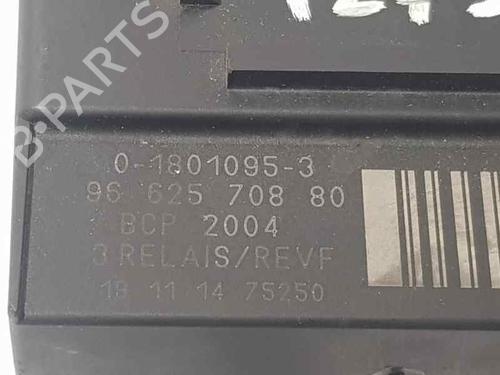 B-PARTS
0-1801095-3
96 625 708 80
BCP 2004
3 RELAIS/REVF
18 11 14 75250